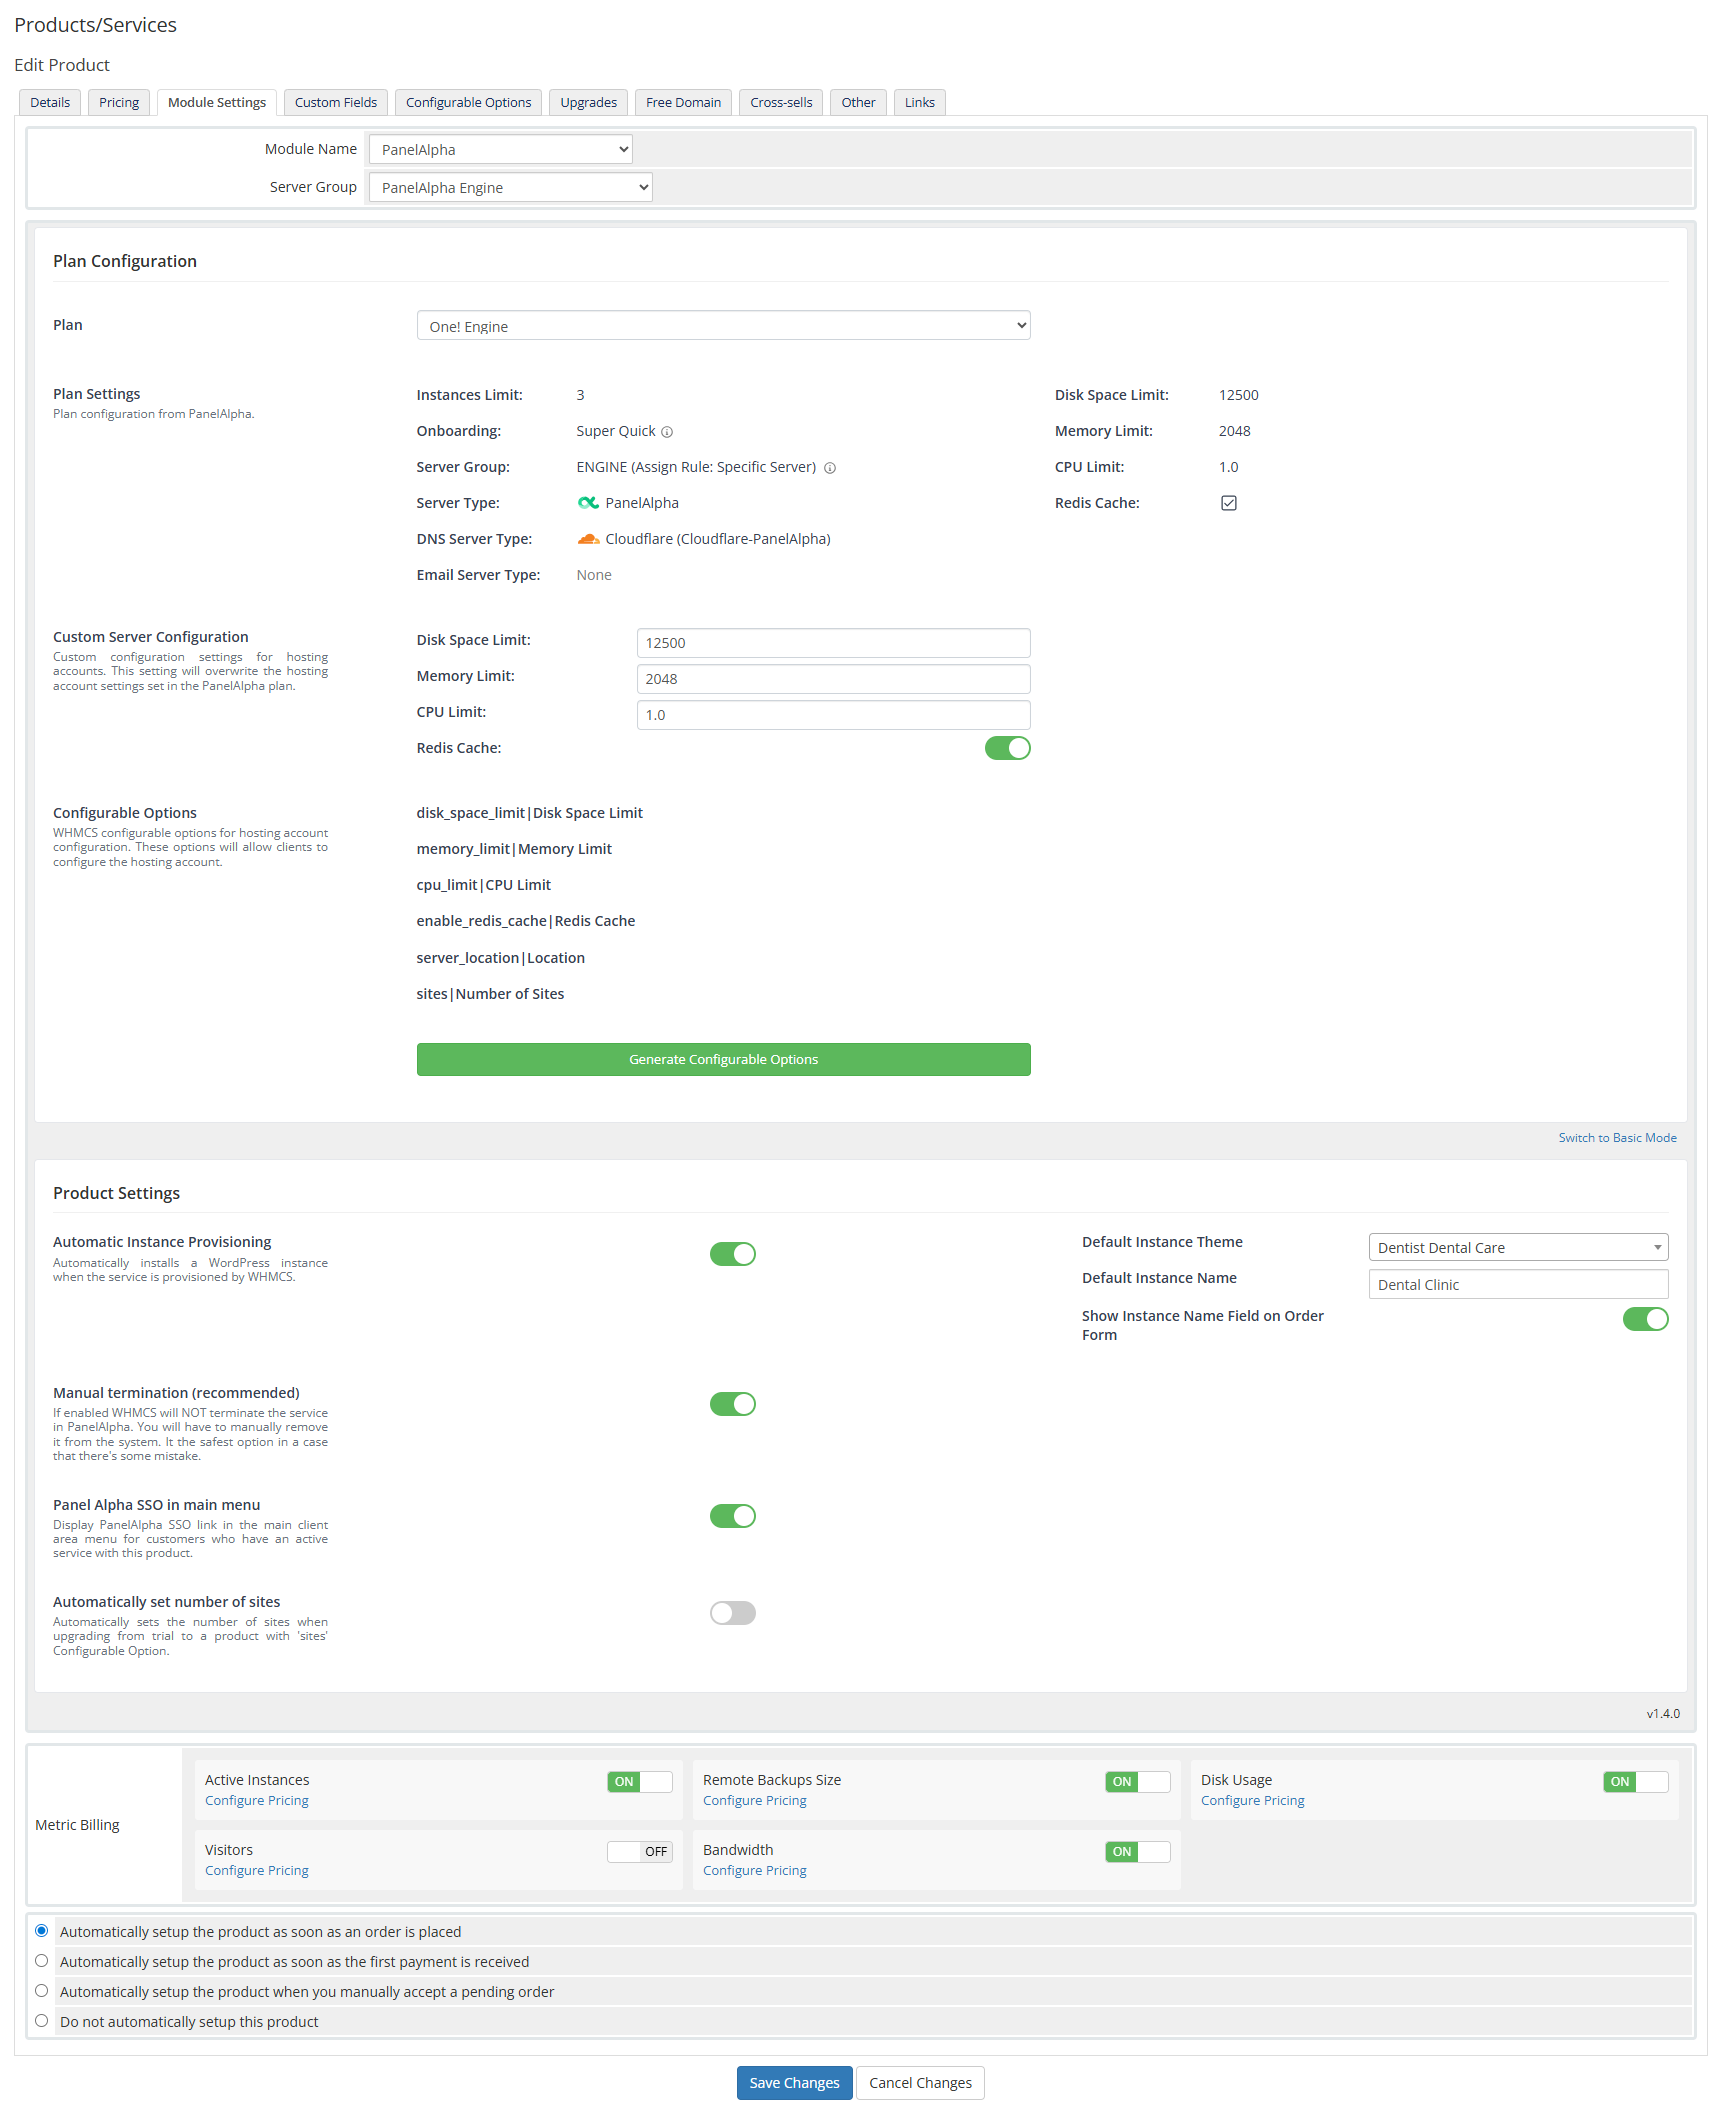 Products/Services
Edit Product
Details Pricing Module Settings Custom Fields Configurable Options Upgrades Free Domain Cross-sells Other Links
Module Name PanelAlpha
Server Group PanelAlpha Engine
Plan Configuration
Plan One! Engine
Plan Settings
Plan configuration from PanelAlpha.
Instances Limit: 3 Disk Space Limit: 12500
Onboarding: Super Quick Memory Limit: 2048
Server Group: ENGINE (Assign Rule: Specific Server) CPU Limit: 1.0
Server Type: PanelAlpha Redis Cache:
DNS Server Type: Cloudflare (Cloudflare-PanelAlpha)
Email Server Type: None
Custom Server Configuration
Custom configuration settings for hosting
accounts. This setting will overwrite the hosting
account settings set in the PanelAlpha plan.
Disk Space Limit: 12500
Memory Limit: 2048
CPU Limit: 1.0
Redis Cache:
Configurable Options
WHMCS configurable options for hosting account
configuration. These options will allow clients to
configure the hosting account.
disk_space_limit|Disk Space Limit
memory_limit|Memory Limit
cpu_limit|CPU Limit
enable_redis_cache|Redis Cache
server_location|Location
sites|Number of Sites
Generate Configurable Options
Switch to Basic Mode
Product Settings
Automatic Instance Provisioning
Automatically installs a WordPress instance
when the service is provisioned by WHMCS.
Default Instance Theme Dentist Dental Care
Default Instance Name Dental Clinic
Show Instance Name Field on Order
Form
Manual termination (recommended)
If enabled WHMCS will NOT terminate the service
in PanelAlpha. You will have to manually remove
it from the system. It the safest option in a case
that there's some mistake.
Panel Alpha SSO in main menu
Display PanelAlpha SSO link in the main client
area menu for customers who have an active
service with this product.
Automatically set number of sites
Automatically sets the number of sites when
upgrading from trial to a product with 'sites'
Configurable Option.
v1.4.0
Metric Billing
Active Instances ON
Configure Pricing
Remote Backups Size ON
Configure Pricing
Disk Usage ON
Configure Pricing
Visitors OFF
Configure Pricing
Bandwidth ON
Configure Pricing
Automatically setup the product as soon as an order is placed
Automatically setup the product as soon as the first payment is received
Automatically setup the product when you manually accept a pending order
Do not automatically setup this product
Save Changes Cancel Changes